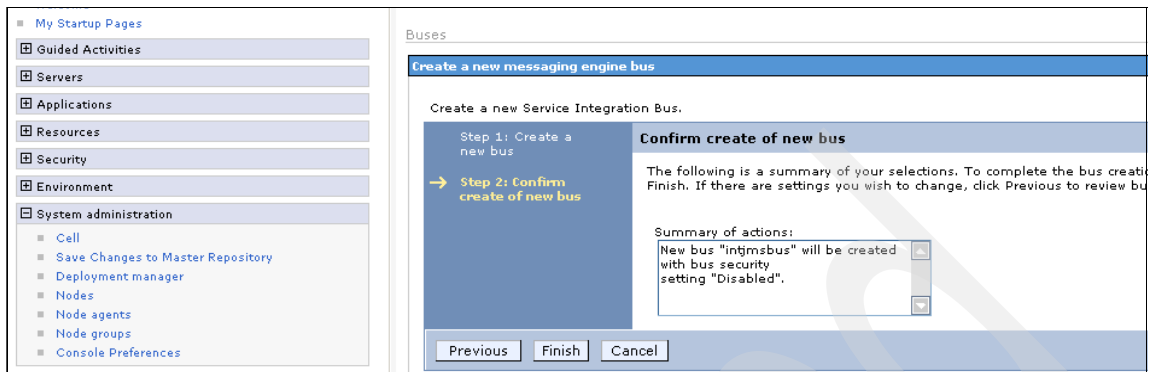 My Startup Pages
Guided Activities
Servers
Applications
Resources
Security
Environment
System administration
Cell
Save Changes to Master Repository
Deployment manager
Nodes
Node agents
Node groups
Console Preferences
Buses
Create a new messaging engine bus
Create a new Service Integration Bus.
Step 1: Create a
new bus
Step 2: Confirm
create of new bus
Confirm create of new bus
The following is a summary of your selections. To complete the bus creatio
Finish. If there are settings you wish to change, click Previous to review bu
Summary of actions:
New bus "intjmsbus" will be created
with bus security
setting "Disabled".
Previous Finish Cancel